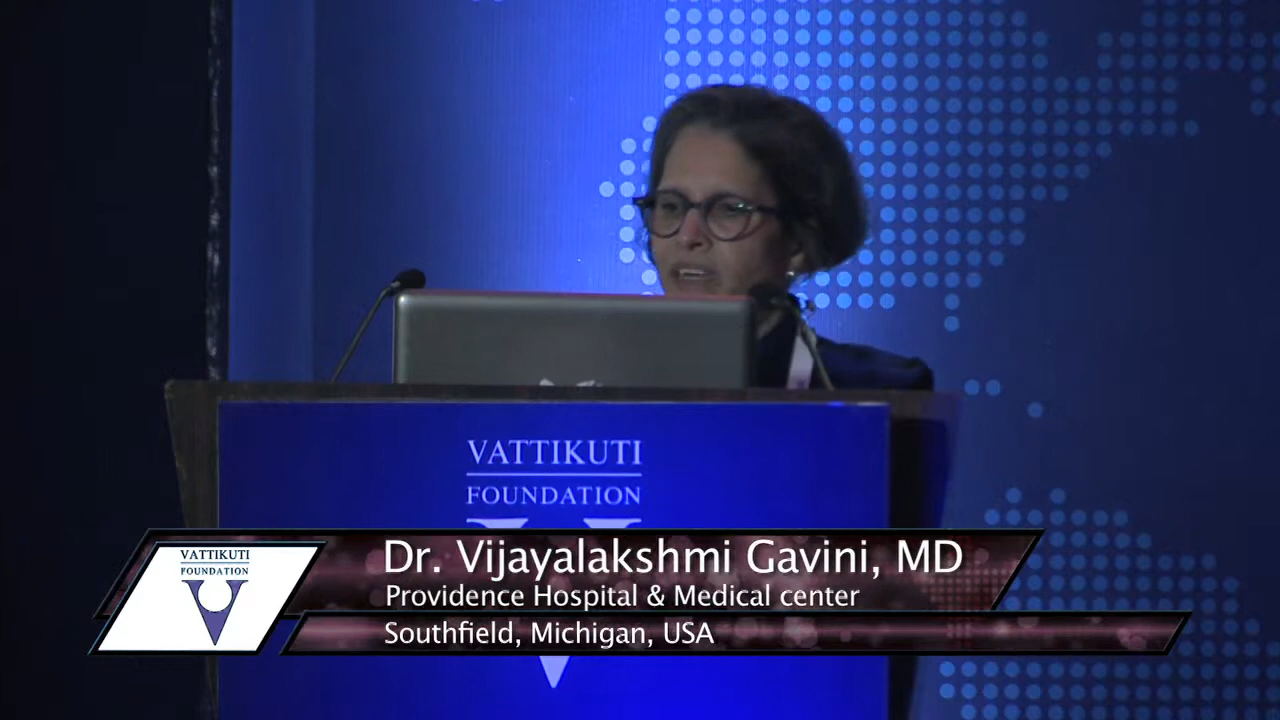 VATTIKUTI
FOUNDATION
VATTIKUTI
FOUNDATION
Dr. Vijayalakshmi Gavini, MD
Providence Hospital & Medical center
Southfield, Michigan, USA